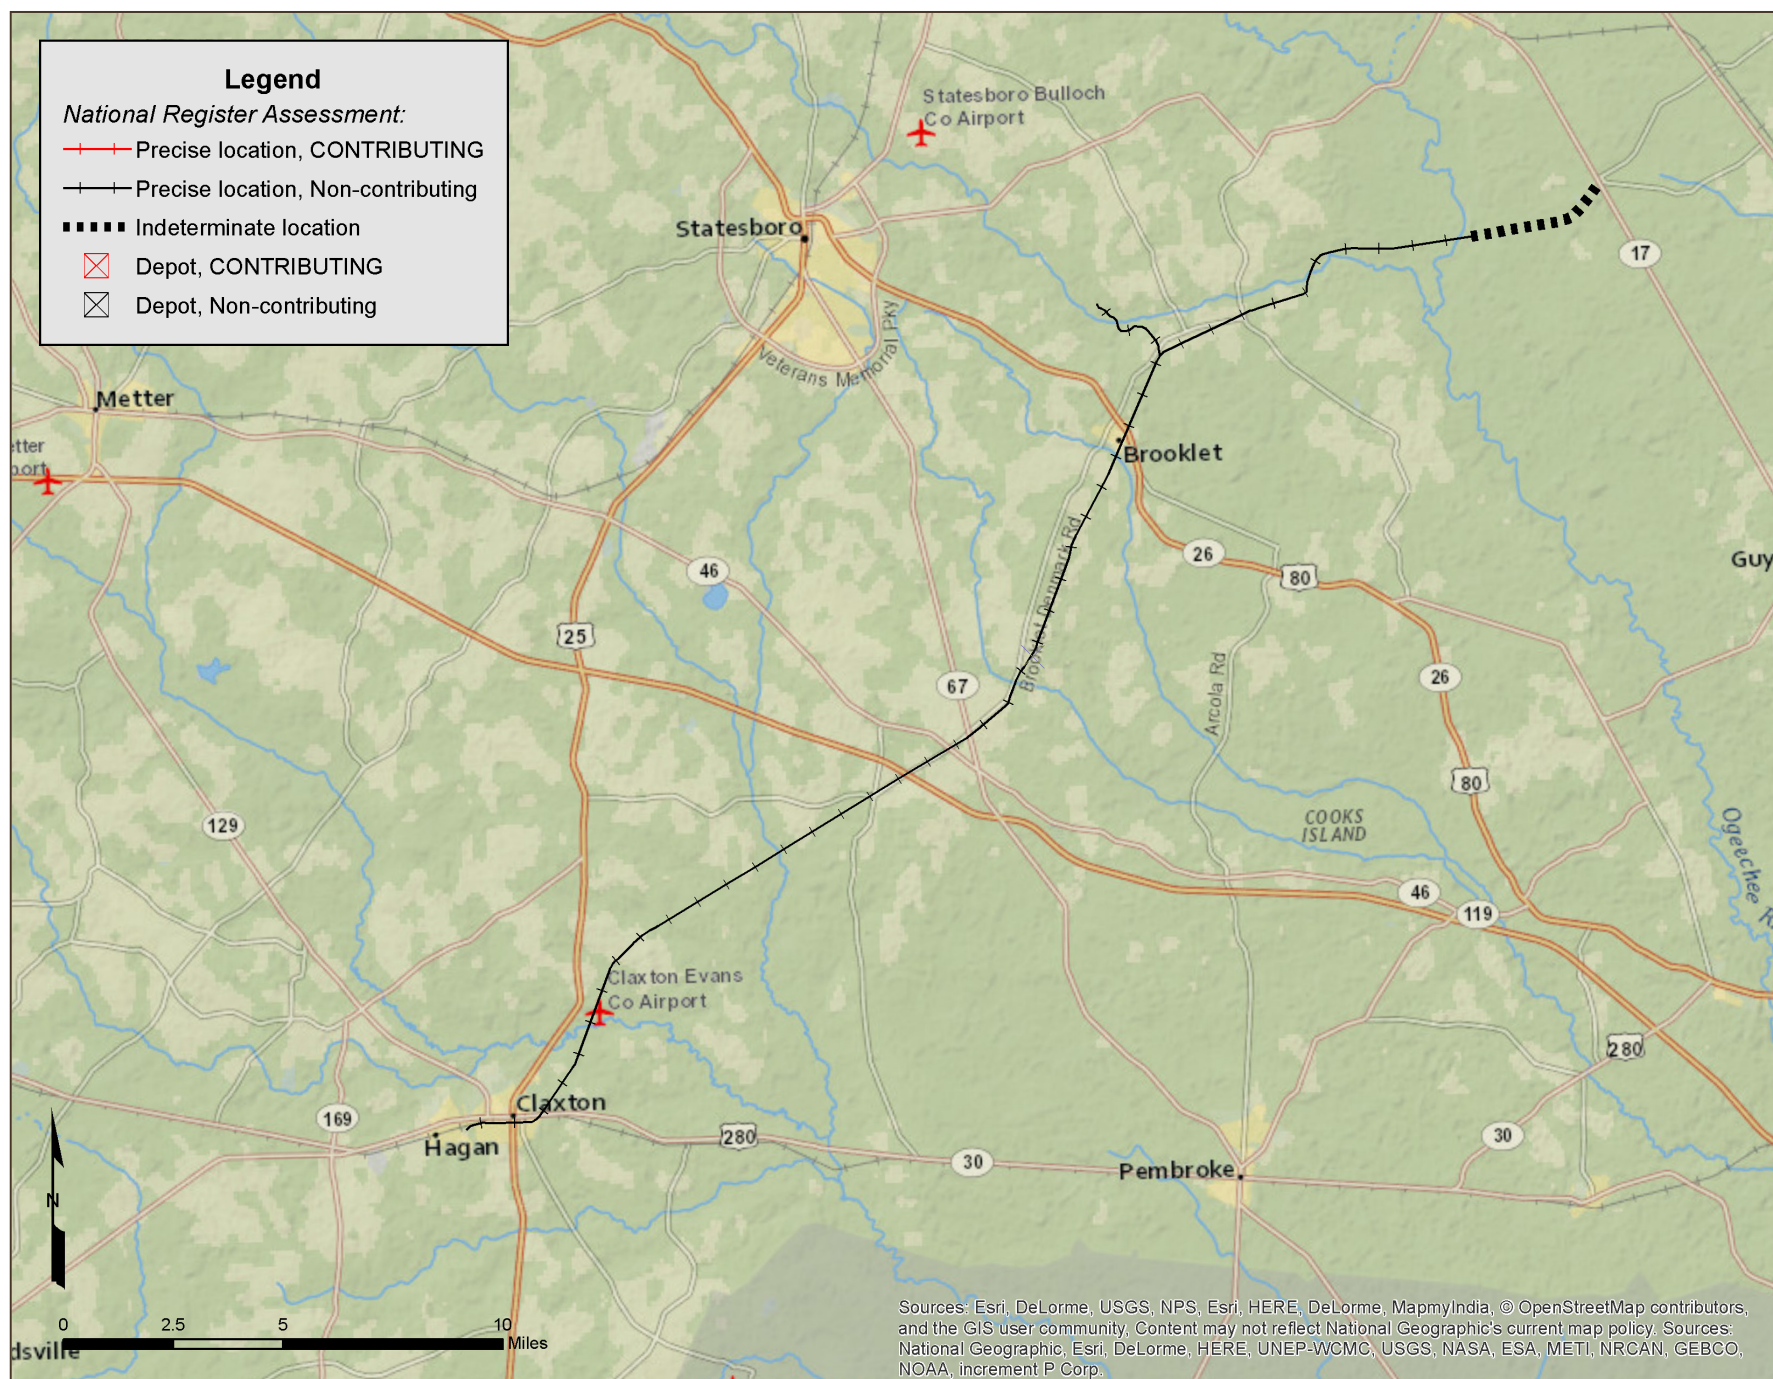 Legend
National Register Assessment:
Precise location, CONTRIBUTING
Precise location, Non-contributing
Indeterminate location
Depot, CONTRIBUTING
Depot, Non-contributing
Statesboro Bulloch
Co Airport
Statesboro
17
Veterans Memorial Pky
Metter
etter
port
Brooklet
Brooklet Denmark Rd
26
80
Guy
46
25
67
Arcola Rd
26
80
129
COOKS
ISLAND
Ogeechee R
46
119
Claxton Evans
Co Airport
280
Claxton
169
Hagan
280
30
30
Pembroke
N
0
2.5
5
10
Miles
dsville
Sources: Esri, DeLorme, USGS, NPS, Esri, HERE, DeLorme, MapmyIndia, © OpenStreetMap contributors,
and the GIS user community, Content may not reflect National Geographic's current map policy. Sources:
National Geographic, Esri, DeLorme, HERE, UNEP-WCMC, USGS, NASA, ESA, METI, NRCAN, GEBCO,
NOAA, increment P Corp.